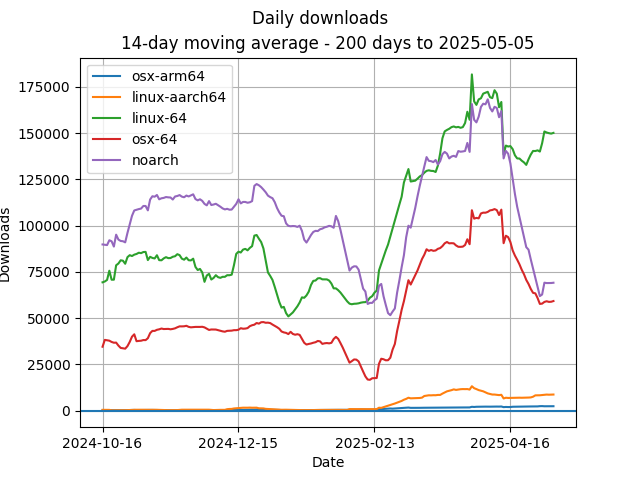 Daily downloads
14-day moving average - 200 days to 2025-05-05
osx-arm64
linux-aarch64
linux-64
osx-64
noarch
175000
150000
125000
100000
75000
50000
25000
0
Downloads
2024-10-16
2024-12-15
2025-02-13
2025-04-16
Date